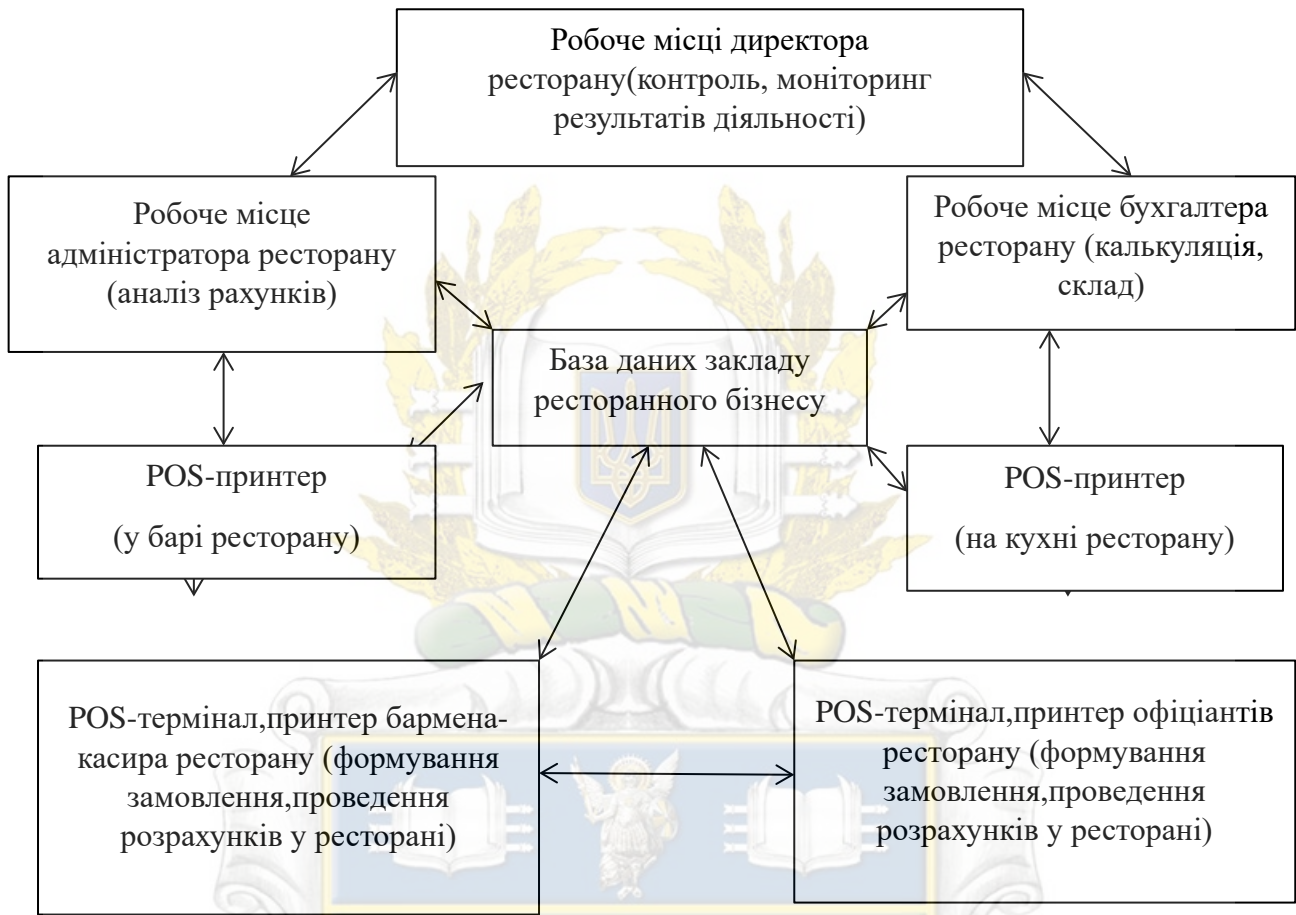 Робоче місці директора
ресторану(контроль, моніторинг
результатів діяльності)
Робоче місце
адміністратора ресторану
(аналіз рахунків)
Робоче місце бухгалтера
ресторану (калькуляція,
склад)
База даних закладу
ресторанного бізнесу
POS-принтер
(у барі ресторану)
POS-принтер
(на кухні ресторану)
POS-термінал,принтер бармена-
касира ресторану (формування
замовлення,проведення
розрахунків у ресторані)
POS-термінал,принтер офіціантів
ресторану (формування
замовлення,проведення
розрахунків у ресторані)